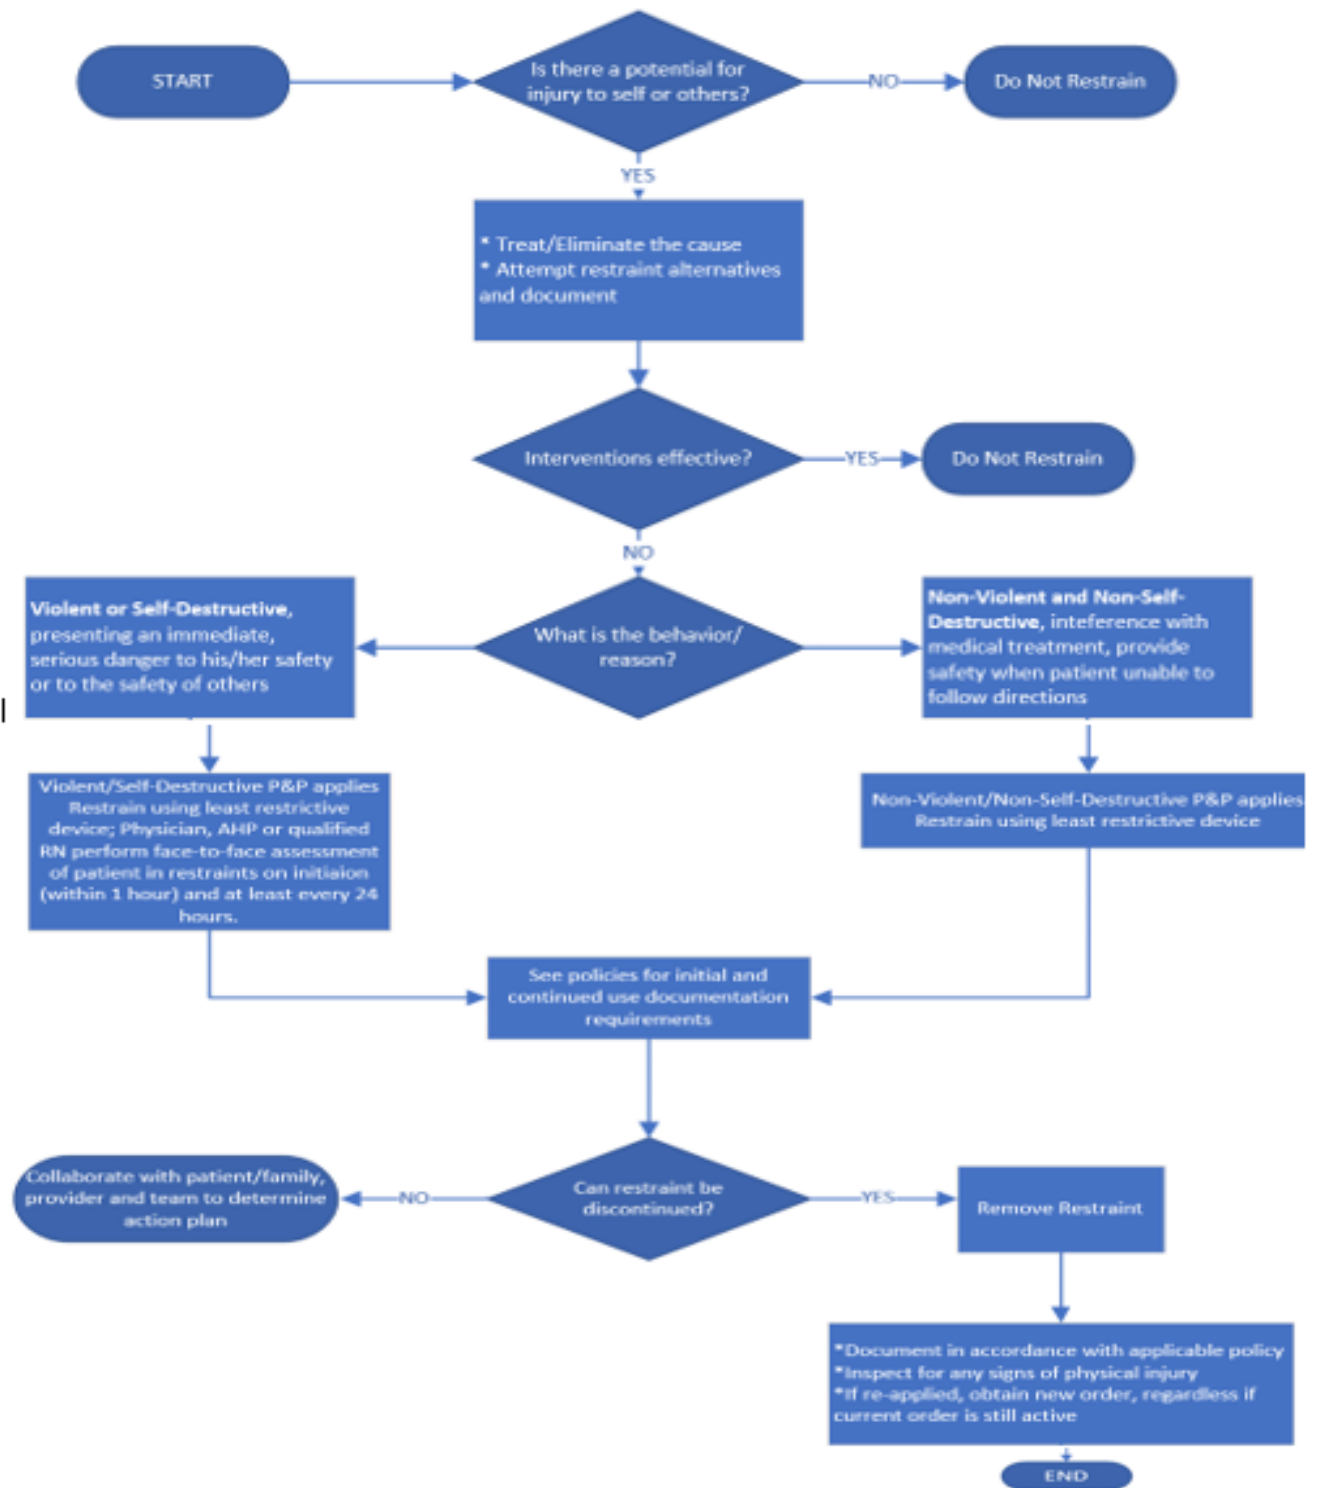 START
Is there a potential for
injury to self or others?
NO
Do Not Restrain
YES
* Treat/Eliminate the cause
* Attempt restraint alternatives
and document
Interventions effective?
YES
Do Not Restrain
NO
What is the behavior/
reason?
Violent or Self-Destructive,
presenting an immediate,
serious danger to his/her safety
or to the safety of others
Non-Violent and Non-Self-
Destructive, inteference with
medical treatment, provide
safety when patient unable to
follow directions
Violent/Self-Destructive P&P applies
Restrain using least restrictive
device; Physician, AHP or qualified
RN perform face-to-face assessment
of patient in restraints on initiaion
(within 1 hour) and at least every 24
hours.
Non-Violent/Non-Self-Destructive P&P applies
Restrain using least restrictive device
See policies for initial and
continued use documentation
requirements
Can restraint be
discontinued?
NO
Collaborate with patient/family,
provider and team to determine
action plan
YES
Remove Restraint
*Document in accordance with applicable policy
*Inspect for any signs of physical injury
*If re-applied, obtain new order, regardless if
current order is still active
END